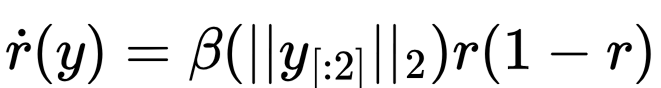 ṙ(y) = β(||y[:2]||2)r(1 − r)